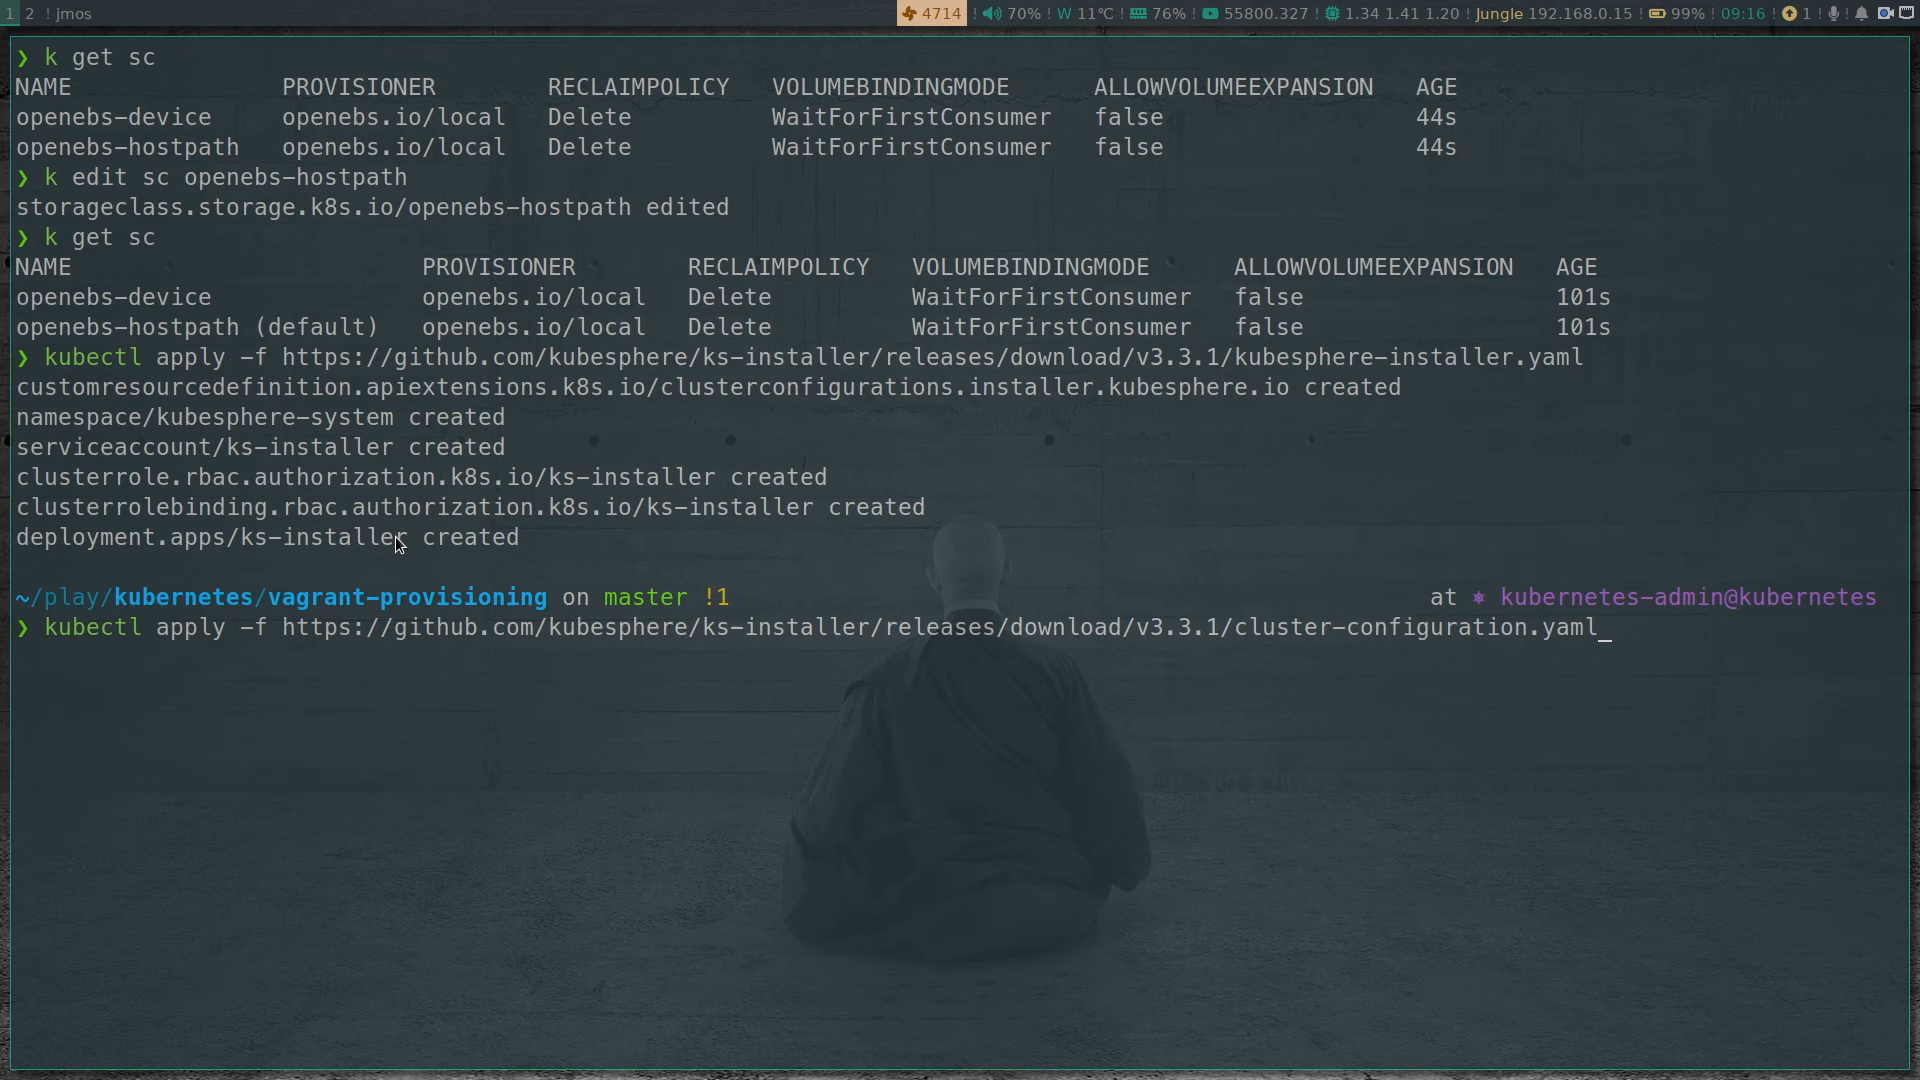 1 2 ! jmos 4714 ! 70% ! W 11°C ! 76% ! 55800.327 ! 1.34 1.41 1.20 ! Jungle 192.168.0.15 ! 99% ! 09:16 ! 1 ! !
❯ k get sc
NAME PROVISIONER RECLAIMPOLICY VOLUMEBINDINGMODE ALLOWVOLUMEEXPANSION AGE
openebs-device openebs.io/local Delete WaitForFirstConsumer false 44s
openebs-hostpath openebs.io/local Delete WaitForFirstConsumer false 44s
❯ k edit sc openebs-hostpath
storageclass.storage.k8s.io/openebs-hostpath edited
❯ k get sc
NAME PROVISIONER RECLAIMPOLICY VOLUMEBINDINGMODE ALLOWVOLUMEEXPANSION AGE
openebs-device openebs.io/local Delete WaitForFirstConsumer false 101s
openebs-hostpath (default) openebs.io/local Delete WaitForFirstConsumer false 101s
❯ kubectl apply -f https://github.com/kubesphere/ks-installer/releases/download/v3.3.1/kubesphere-installer.yaml
customresourcedefinition.apiextensions.k8s.io/clusterconfigurations.installer.kubesphere.io created
namespace/kubesphere-system created
serviceaccount/ks-installer created
clusterrole.rbac.authorization.k8s.io/ks-installer created
clusterrolebinding.rbac.authorization.k8s.io/ks-installer created
deployment.apps/ks-installer created
~/play/kubernetes/vagrant-provisioning on master !1 at ⎈ kubernetes-admin@kubernetes
❯ kubectl apply -f https://github.com/kubesphere/ks-installer/releases/download/v3.3.1/cluster-configuration.yaml_